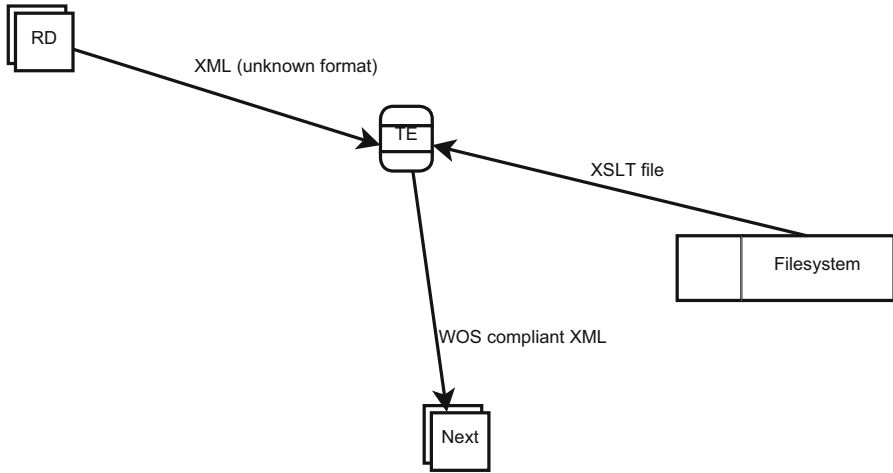 RD
XML (unknown format)
TE
XSLT file
Filesystem
WOS compliant XML
Next